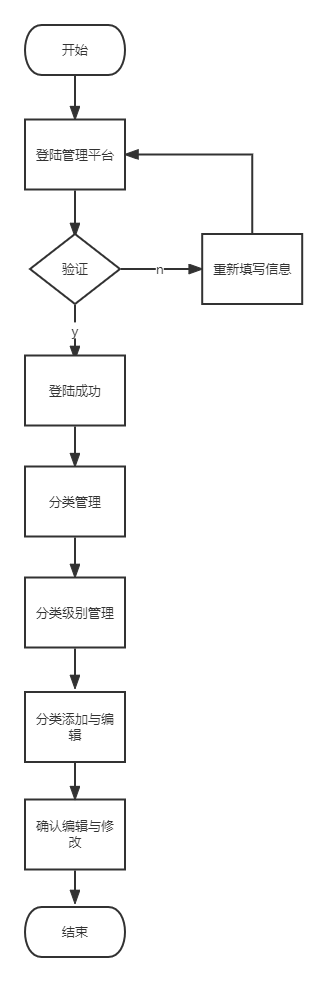 开始
登陆管理平台
验证
n
重新填写信息
y
登陆成功
分类管理
分类级别管理
分类添加与编
辑
确认编辑与修
改
结束